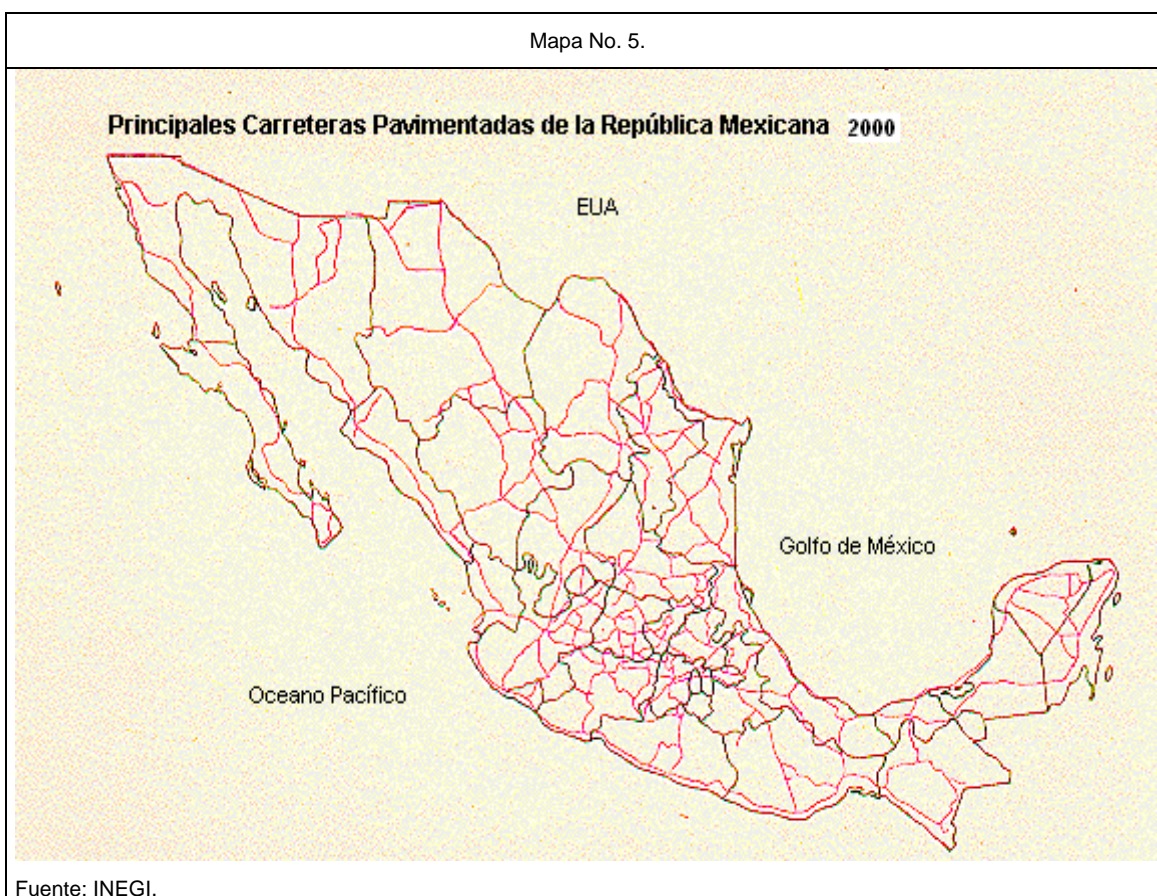 Mapa No. 5.
Principales Carreteras Pavimentadas de la República Mexicana 2000
EUA
Golfo de México
Oceano Pacífico
Fuente: INEGI.